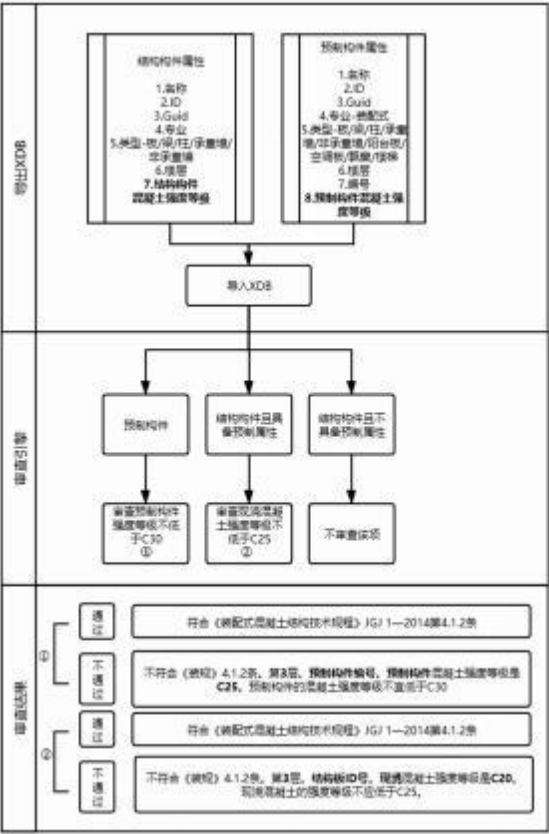 导出XDB
结构构件属性
1.名称
2.ID
3.Guid
4.专业
5.类型-板/梁/柱/承重墙/
非承重墙
6.楼层
7.结构构件
混凝土强度等级
预制构件属性
1.名称
2.ID
3.Guid
4.专业-装配式
5.类型-板/梁/柱/承重
墙/非承重墙/阳台板/
空调板/飘窗/楼梯
6.楼层
7.编号
8.预制构件混凝土强
度等级
导入XDB
审查引擎
预制构件
结构构件且具
备预制属性
结构构件且不
具备预制属性
审查预制构件
强度等级不低
于C30
①
审查现浇混凝
土强度等级不
低于C25
②
不审查该项
审查结果
①
通过
符合《装配式混凝土结构技术规程》JGJ 1—2014第4.1.2条
不通过
不符合《装规》4.1.2条，第3层，预制构件编号，预制构件混凝土强度等级是
C25，预制构件的混凝土强度等级不宜低于C30
②
通过
符合《装配式混凝土结构技术规程》JGJ 1—2014第4.1.2条
不通过
不符合《装规》4.1.2条，第3层，结构板ID号，现浇混凝土强度等级是C20，
现浇混凝土的强度等级不应低于C25。